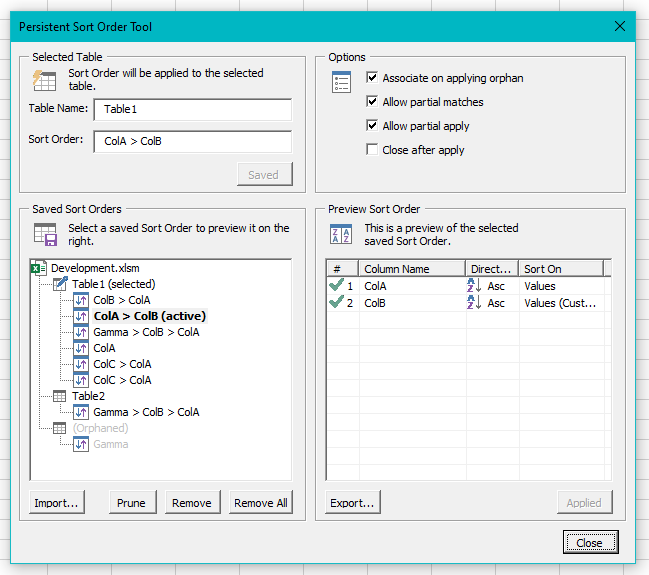 Persistent Sort Order Tool
Selected Table
Sort Order will be applied to the selected
table.
Table Name: Table1
Sort Order: ColA > ColB
Saved
Options
Associate on applying orphan
Allow partial matches
Allow partial apply
Close after apply
Saved Sort Orders
Select a saved Sort Order to preview it on the
right.
Development.xlsm
Table1 (selected)
ColB > ColA
ColA > ColB (active)
Gamma > ColB > ColA
ColA
ColC > ColA
ColC > ColA
Table2
Gamma > ColB > ColA
(Orphaned)
Gamma
Import... Prune Remove Remove All
Preview Sort Order
This is a preview of the selected
saved Sort Order.
# Column Name Direct... Sort On
1 ColA Asc Values
2 ColB Asc Values (Cust...
Export... Applied
Close